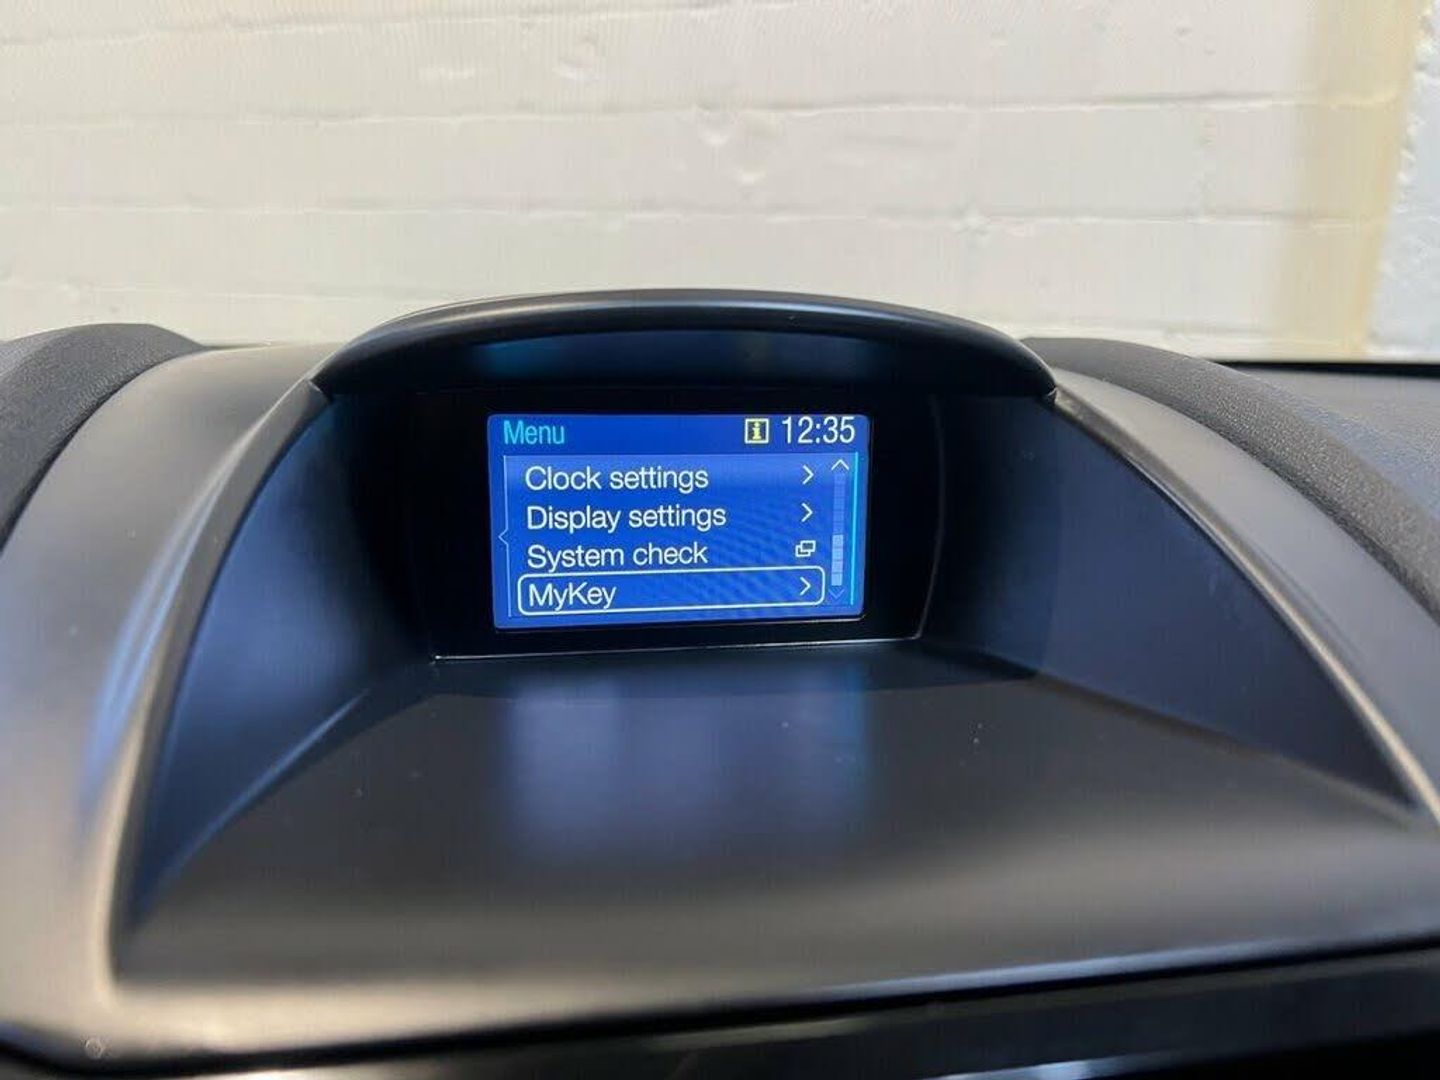 Menu i 12:35
Clock settings
Display settings
System check
MyKey